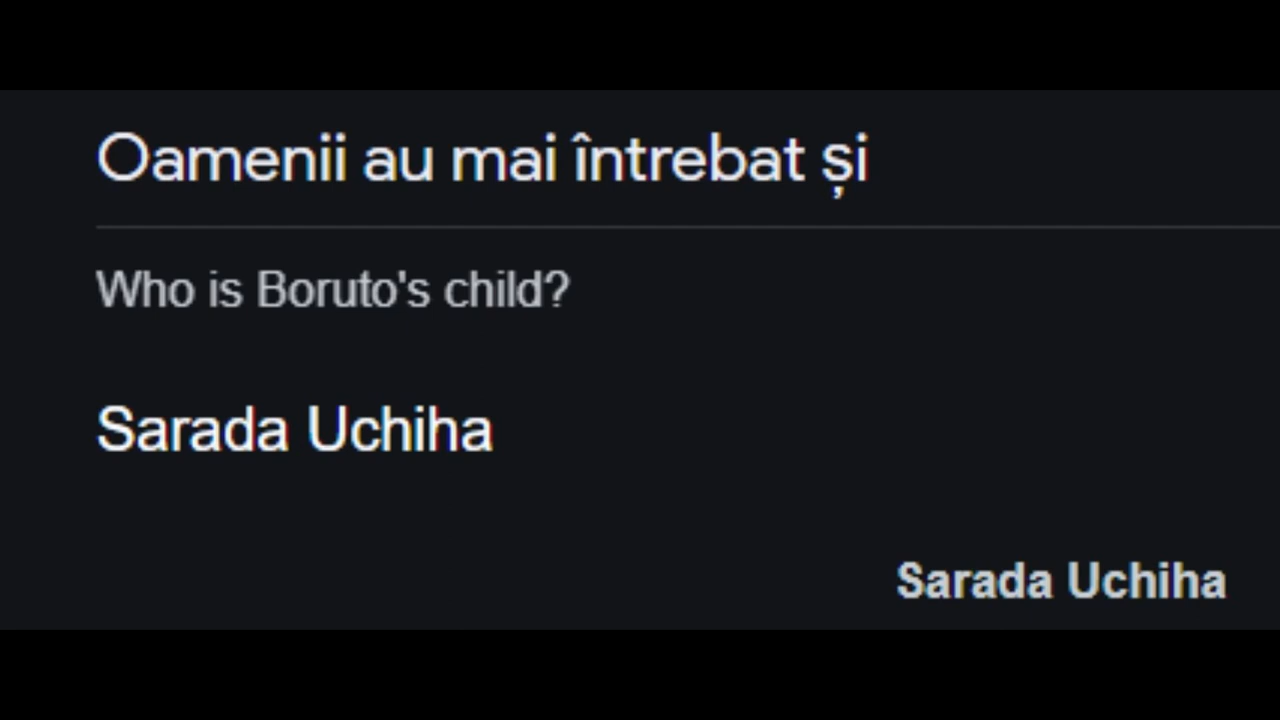 Oamenii au mai întrebat și
Who is Boruto's child?
Sarada Uchiha
Sarada Uchiha